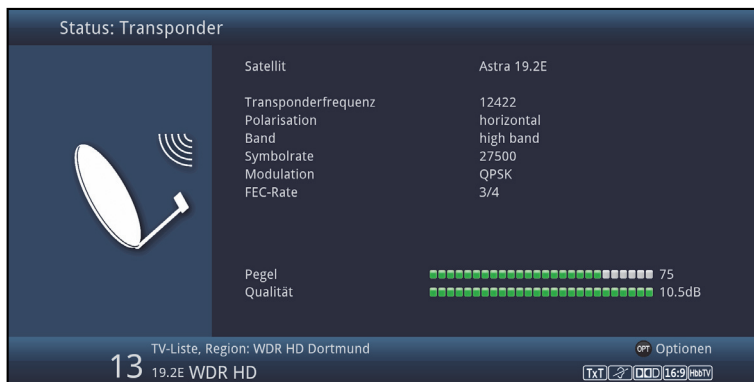 Status: Transponder
Satellit Astra 19.2E
Transponderfrequenz 12422
Polarisation horizontal
Band high band
Symbolrate 27500
Modulation QPSK
FEC-Rate 3/4
Pegel 75
Qualität 10.5dB
TV-Liste, Region: WDR HD Dortmund OPT Optionen
13 19.2E WDR HD TxT 16:9 HbbTV